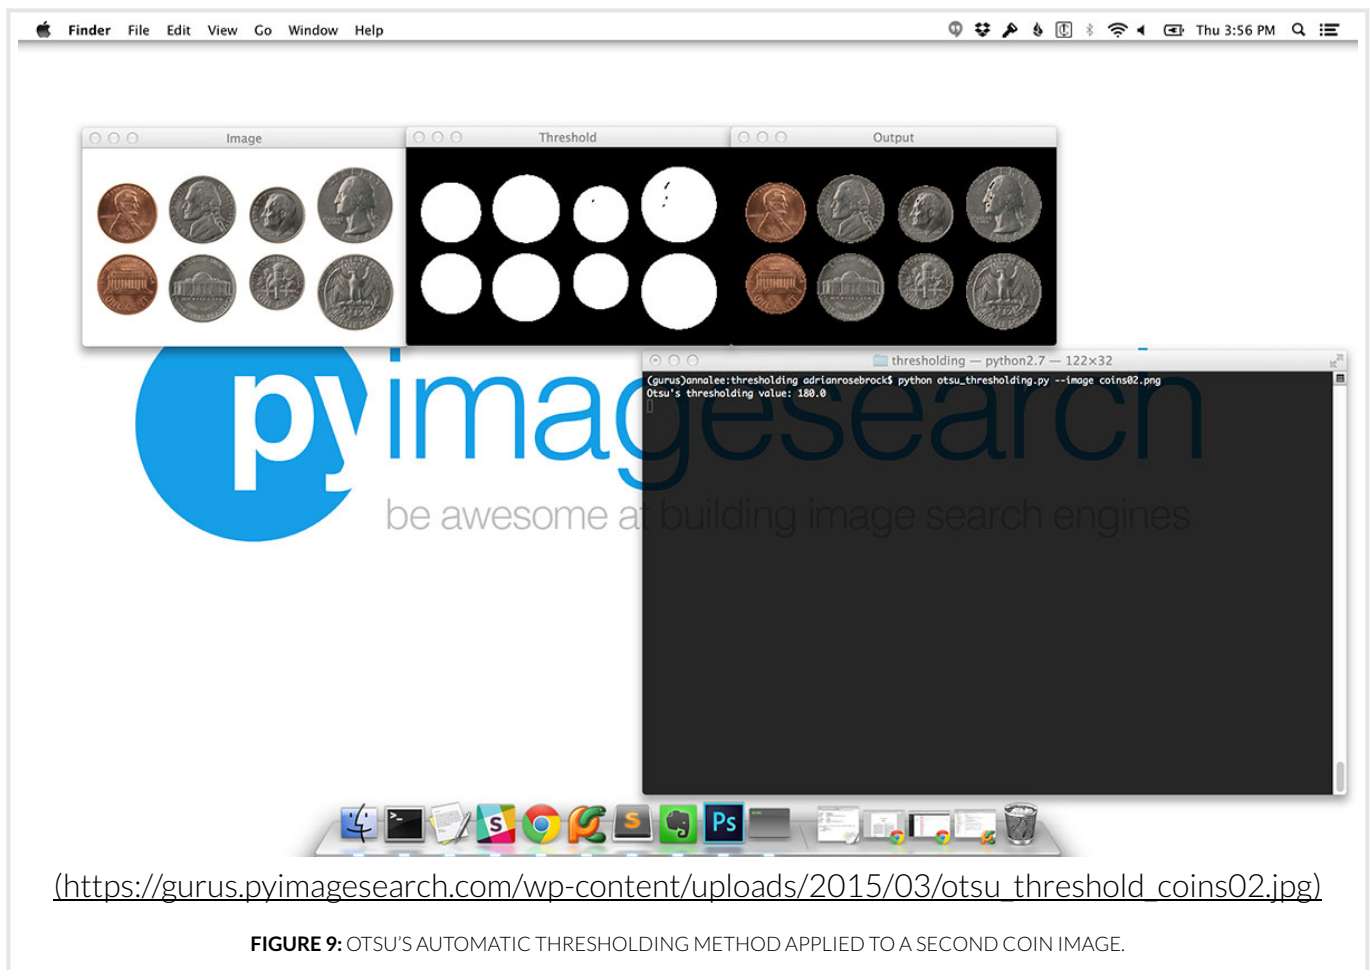 Finder File Edit View Go Window Help Thu 3:56 PM
Image
Threshold
Output
thresholding — python2.7 — 122×32
(gurus)annalee:thresholding adrianrosebrock$ python otsu_thresholding.py --image coins02.png
Otsu's thresholding value: 180.0
pyimagesearch
be awesome at building image search engines
S
S
Ps
(https://gurus.pyimagesearch.com/wp-content/uploads/2015/03/otsu_threshold_coins02.jpg)
FIGURE 9: OTSU'S AUTOMATIC THRESHOLDING METHOD APPLIED TO A SECOND COIN IMAGE.